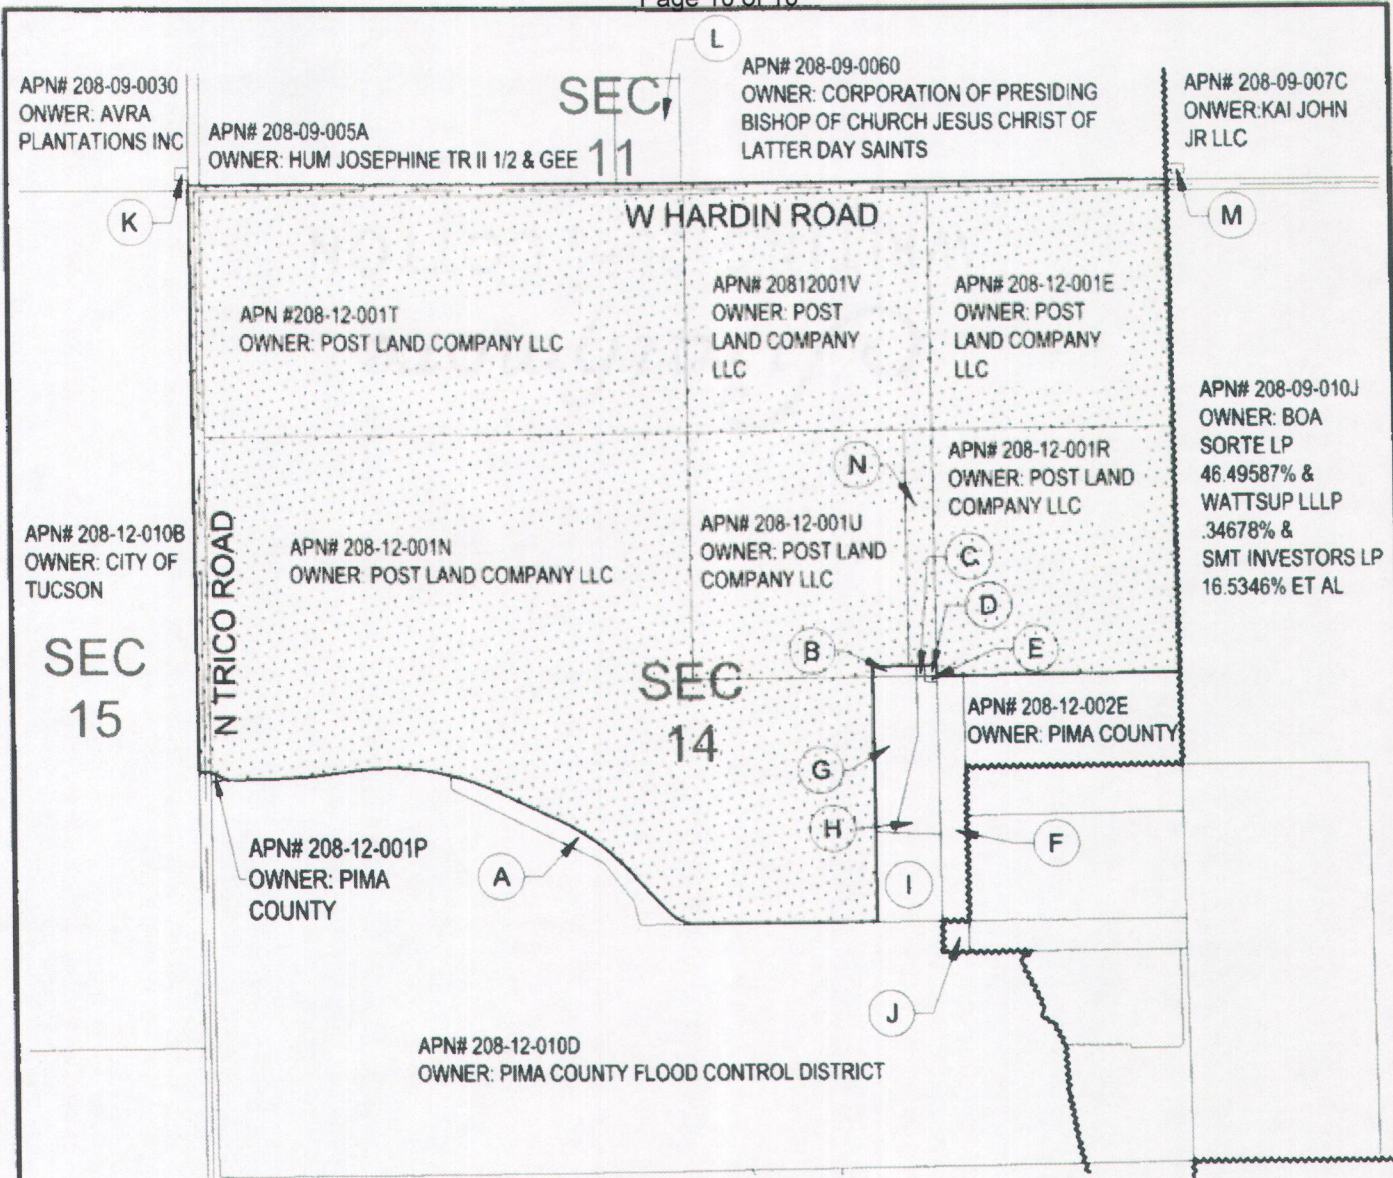 Page 16 of 16
L
APN# 208-09-0030
ONWER: AVRA
PLANTATIONS INC
APN# 208-09-005A
OWNER: HUM JOSEPHINE TR II 1/2 & GEE
SEC
11
APN# 208-09-0060
OWNER: CORPORATION OF PRESIDING
BISHOP OF CHURCH JESUS CHRIST OF
LATTER DAY SAINTS
APN# 208-09-007C
ONWER:KAI JOHN
JR LLC
K
W HARDIN ROAD
M
APN #208-12-001T
OWNER: POST LAND COMPANY LLC
APN# 20812001V
OWNER: POST
LAND COMPANY
LLC
APN# 208-12-001E
OWNER: POST
LAND COMPANY
LLC
APN# 208-09-010J
OWNER: BOA
SORTE LP
46.49587% &
WATTSUP LLLP
.34678% &
SMT INVESTORS LP
16.5346% ET AL
N
APN# 208-12-001R
OWNER: POST LAND
COMPANY LLC
APN# 208-12-010B
OWNER: CITY OF
TUCSON
SEC
15
N TRICO ROAD
APN# 208-12-001N
OWNER: POST LAND COMPANY LLC
APN# 208-12-001U
OWNER: POST LAND
COMPANY LLC
C
D
B
E
SEC
14
APN# 208-12-002E
OWNER: PIMA COUNTY
G
H
F
APN# 208-12-001P
OWNER: PIMA
COUNTY
A
I
J
APN# 208-12-010D
OWNER: PIMA COUNTY FLOOD CONTROL DISTRICT